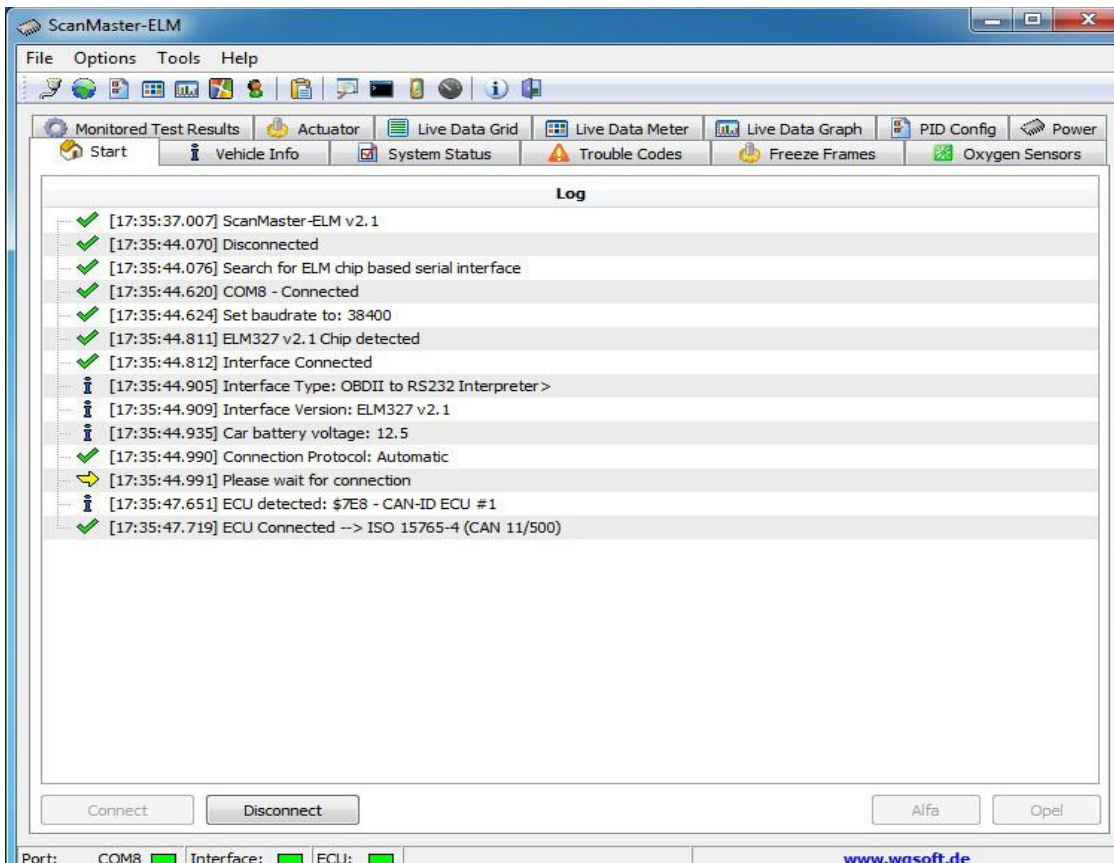 ScanMaster-ELM
File Options Tools Help
Monitored Test Results Actuator Live Data Grid Live Data Meter Live Data Graph PID Config Power
Start Vehicle Info System Status Trouble Codes Freeze Frames Oxygen Sensors
Log
[17:35:37.007] ScanMaster-ELM v2.1
[17:35:44.070] Disconnected
[17:35:44.076] Search for ELM chip based serial interface
[17:35:44.620] COM8 - Connected
[17:35:44.624] Set baudrate to: 38400
[17:35:44.811] ELM327 v2.1 Chip detected
[17:35:44.812] Interface Connected
[17:35:44.905] Interface Type: OBDII to RS232 Interpreter>
[17:35:44.909] Interface Version: ELM327 v2.1
[17:35:44.935] Car battery voltage: 12.5
[17:35:44.990] Connection Protocol: Automatic
[17:35:44.991] Please wait for connection
[17:35:47.651] ECU detected: $7E8 - CAN-ID ECU #1
[17:35:47.719] ECU Connected --> ISO 15765-4 (CAN 11/500)
Connect Disconnect Alfa Opel
Port: COM8 Interface: ECU: www.wgsoft.de